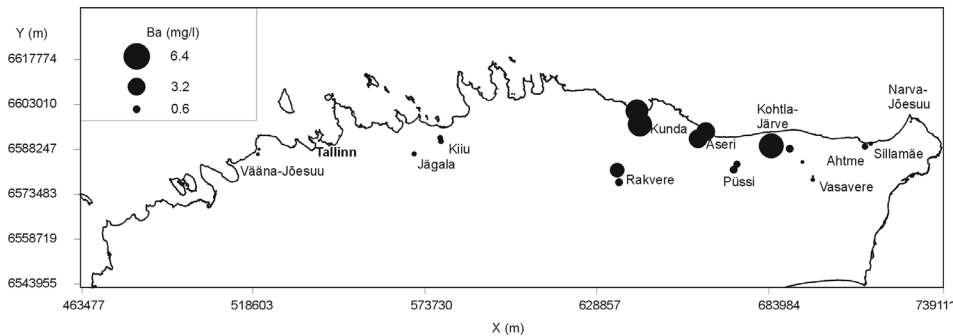 Y (m)
Ba (mg/l)
6.4
3.2
0.6
6617774
6603010
6588247
6573483
6558719
6543955
Tallinn
Vääna-Jõesuu
Kiiu
Jägala
Kunda
Rakvere
Aseri
Püssi
Kohtla-
Järve
Ahtme
Vasavere
Narva-
Jõesuu
Sillamäe
463477
518603
573730
628857
683984
739111
X (m)